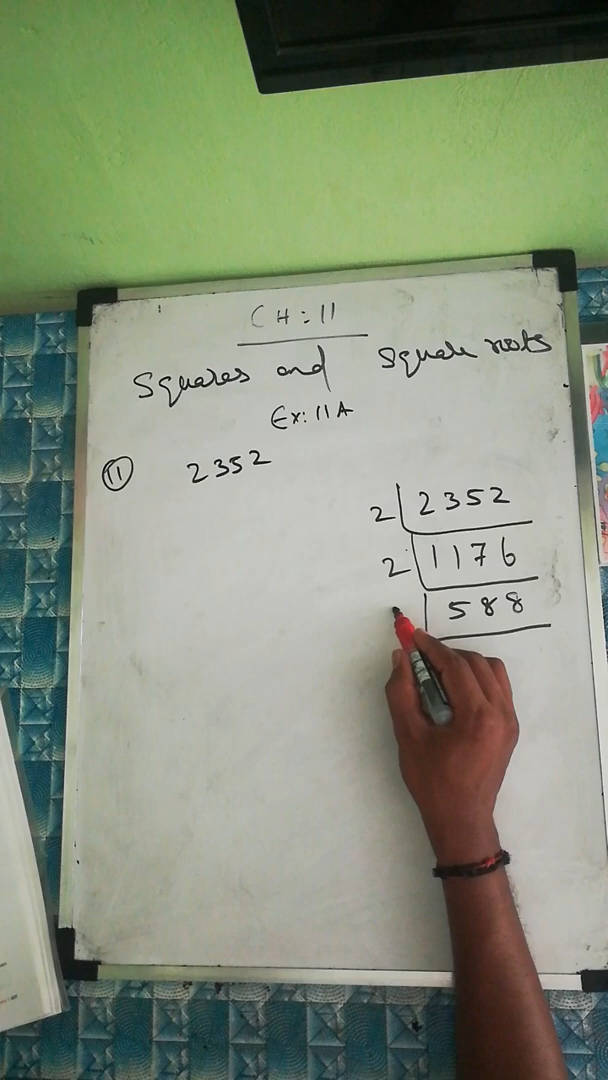 CH: 11
Squares and Square roots
Ex: 11A
11 2352
2 2352
2 1176
588